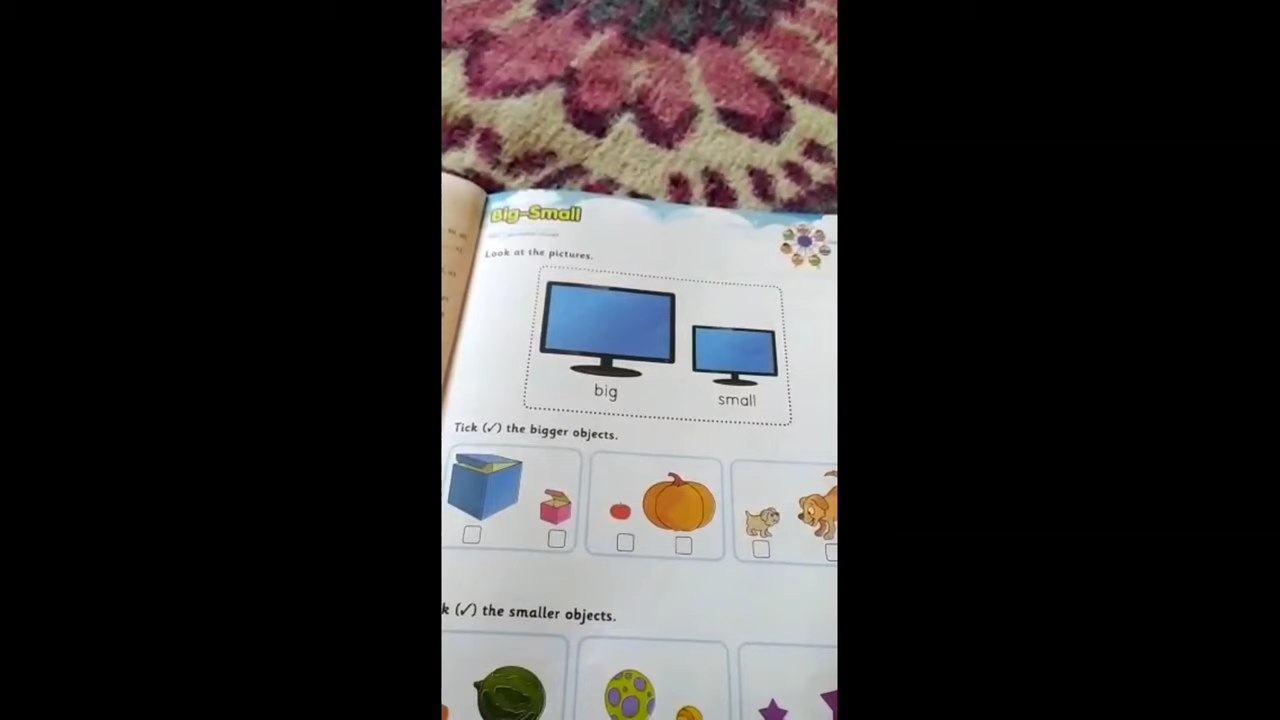 Big-Small
Look at the pictures.
big
small
Tick (✓) the bigger objects.
k (✓) the smaller objects.